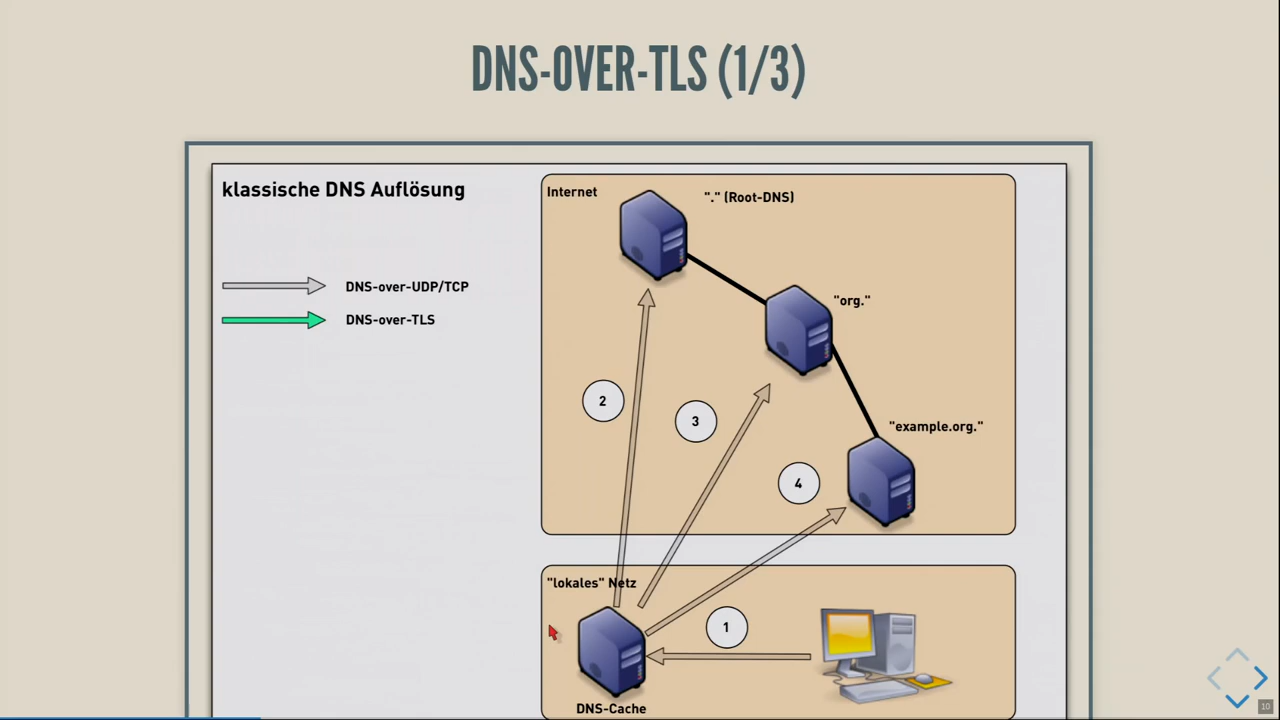 DNS-OVER-TLS (1/3)
klassische DNS Auflösung
DNS-over-UDP/TCP
DNS-over-TLS
Internet
"." (Root-DNS)
"org."
"example.org."
2
3
4
"lokales" Netz
1
DNS-Cache
10